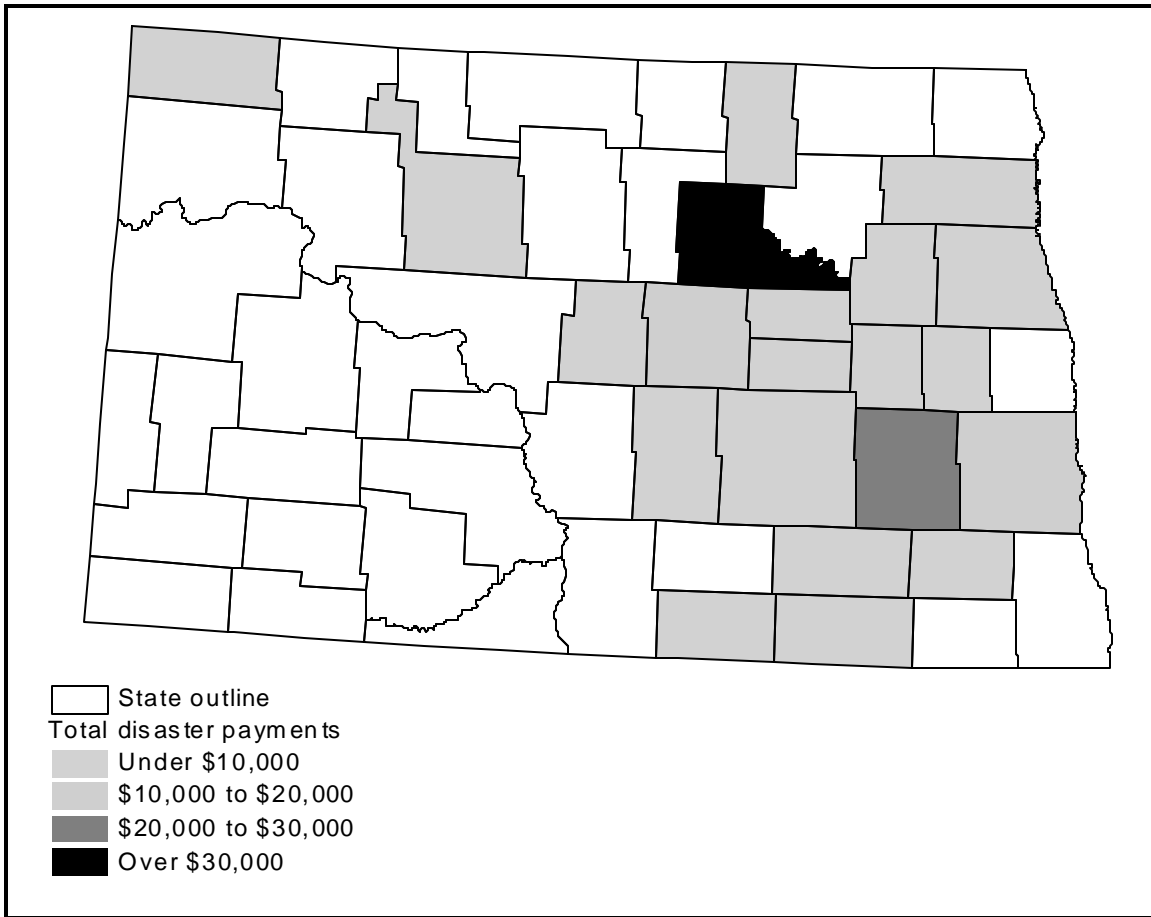 State outline
Total disaster payments
Under $10,000
$10,000 to $20,000
$20,000 to $30,000
Over $30,000